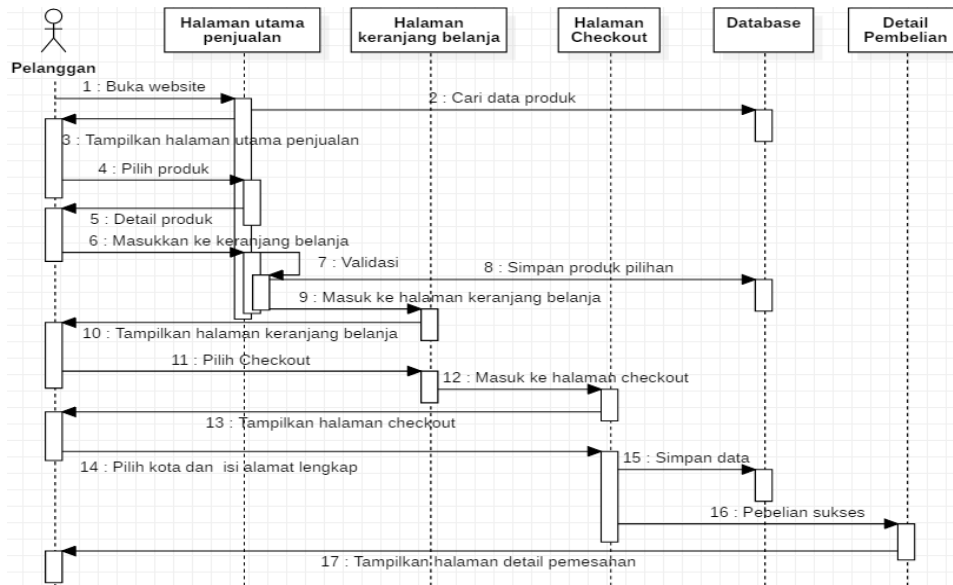 Halaman utama
penjualan
Halaman
keranjang belanja
Halaman
Checkout
Database
Detail
Pembelian
Pelanggan
1 : Buka website
2 : Cari data produk
3 : Tampilkan halaman utama penjualan
4 : Pilih produk
5 : Detail produk
6 : Masukkan ke keranjang belanja
7 : Validasi
8 : Simpan produk pilihan
9 : Masuk ke halaman keranjang belanja
10 : Tampilkan halaman keranjang belanja
11 : Pilih Checkout
12 : Masuk ke halaman checkout
13 : Tampilkan halaman checkout
14 : Pilih kota dan  isi alamat lengkap
15 : Simpan data
16 : Pebelian sukses
17 : Tampilkan halaman detail pemesahan